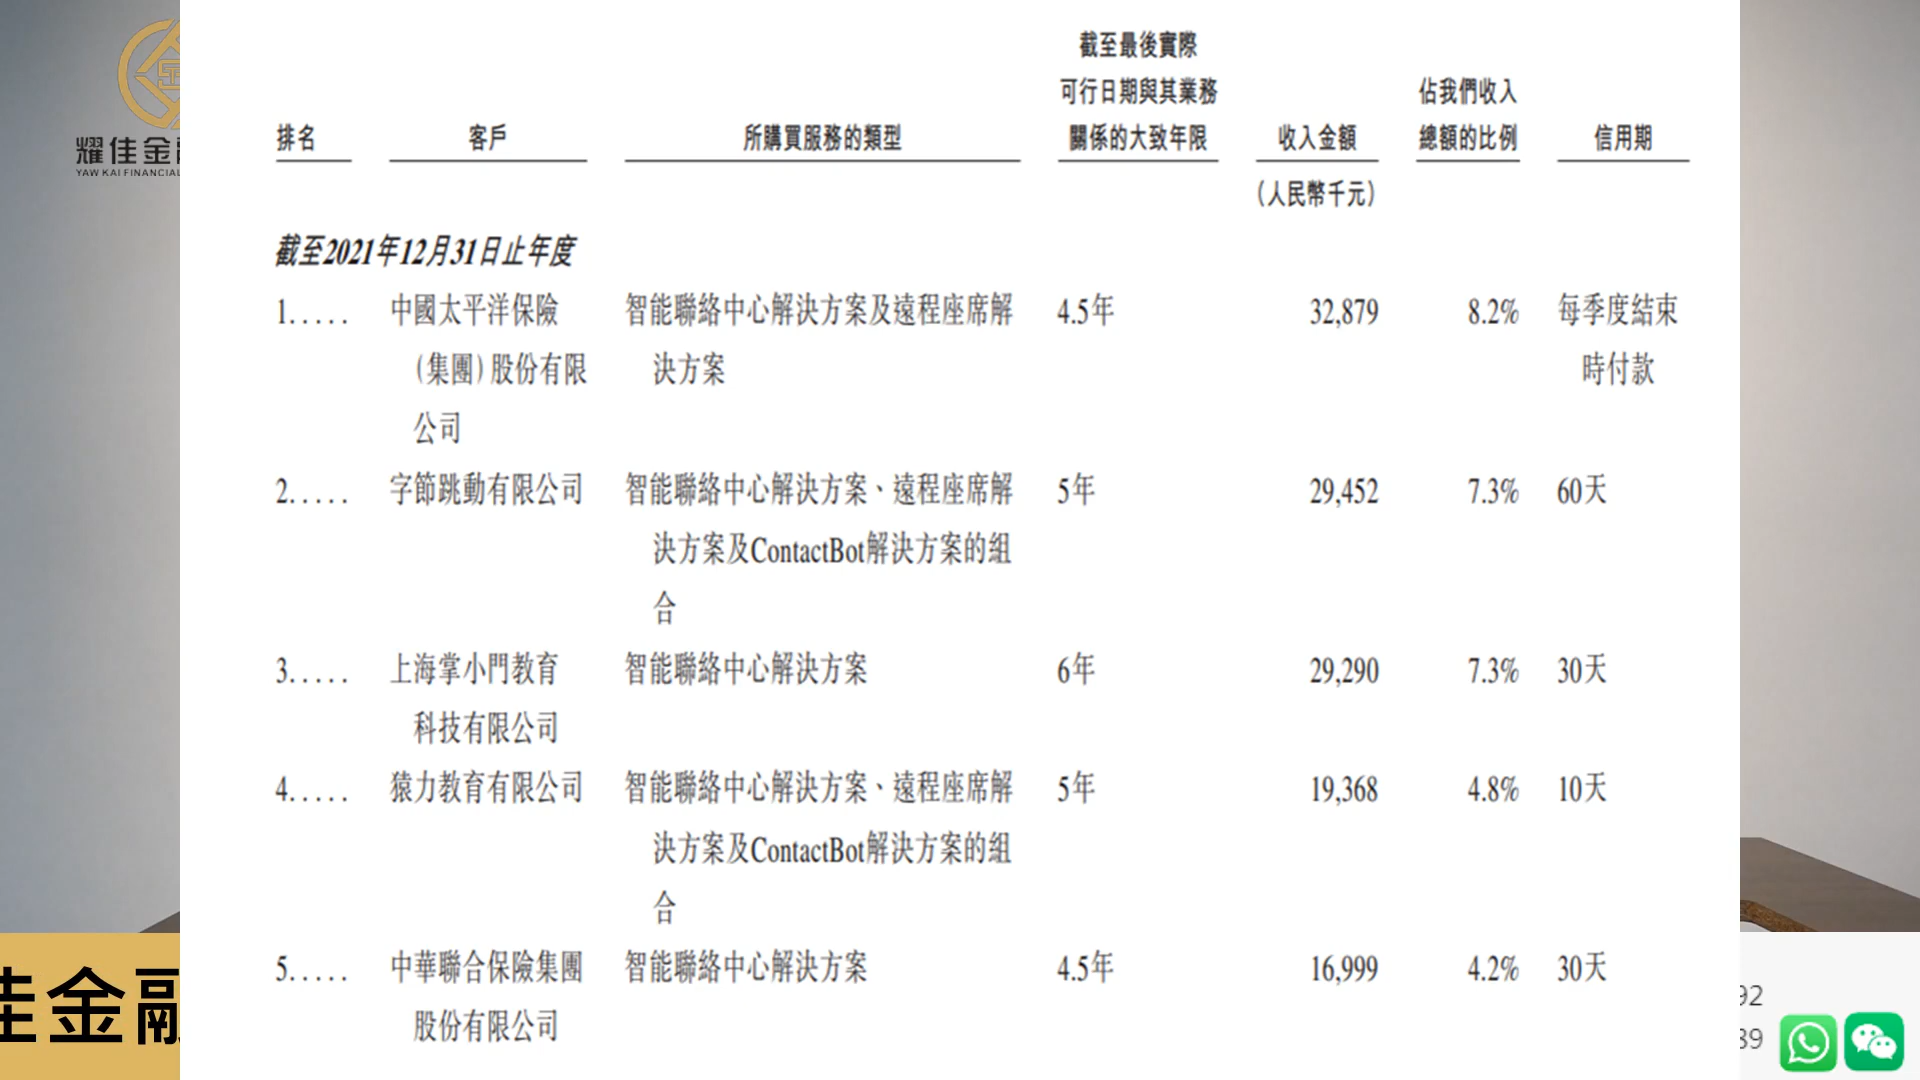 截至最後實際
可行日期與其業務 佔我們收入
排名 客戶 所購買服務的類型 關係的大致年限 收入金額 總額的比例 信用期
(人民幣千元)
截至2021年12月31日止年度
1..... 中國太平洋保險 智能聯絡中心解決方案及遠程座席解 4.5年 32,879 8.2% 每季度結束
(集團)股份有限 決方案 時付款
公司
2..... 字節跳動有限公司 智能聯絡中心解決方案、遠程座席解 5年 29,452 7.3% 60天
決方案及ContactBot解決方案的組
合
3..... 上海掌小門教育 智能聯絡中心解決方案 6年 29,290 7.3% 30天
科技有限公司
4..... 猿力教育有限公司 智能聯絡中心解決方案、遠程座席解 5年 19,368 4.8% 10天
決方案及ContactBot解決方案的組
合
5..... 中華聯合保險集團 智能聯絡中心解決方案 4.5年 16,999 4.2% 30天
股份有限公司
耀佳金
YAW KAI FINANCIAL
佳金融
92
39